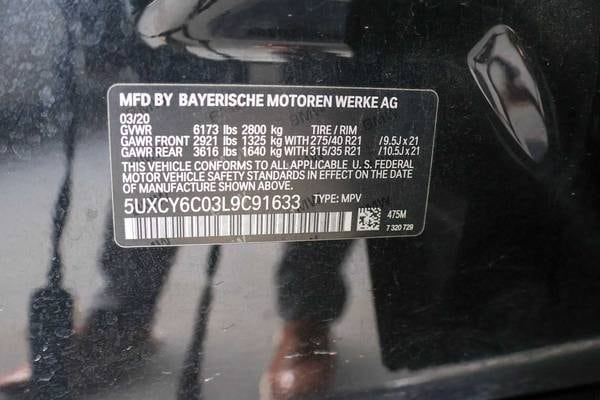 MFD BY BAYERISCHE MOTOREN WERKE AG
03/20
GVWR 6173 lbs 2800 kg TIRE / RIM
GAWR FRONT 2921 lbs 1325 kg 275/40 R21 /9.5J x 21
GAWR REAR 3616 lbs 1640 kg 315/35 R21 /10.5J x 21
THIS VEHICLE CONFORMS TO ALL APPLICABLE U.S. FEDERAL
MOTOR VEHICLE SAFETY STANDARDS IN EFFECT ON THE DATE
OF MANUFACTURE SHOWN ABOVE.
5UXCY6C03L9C91633 TYPE: MPV
475M
7 320 729